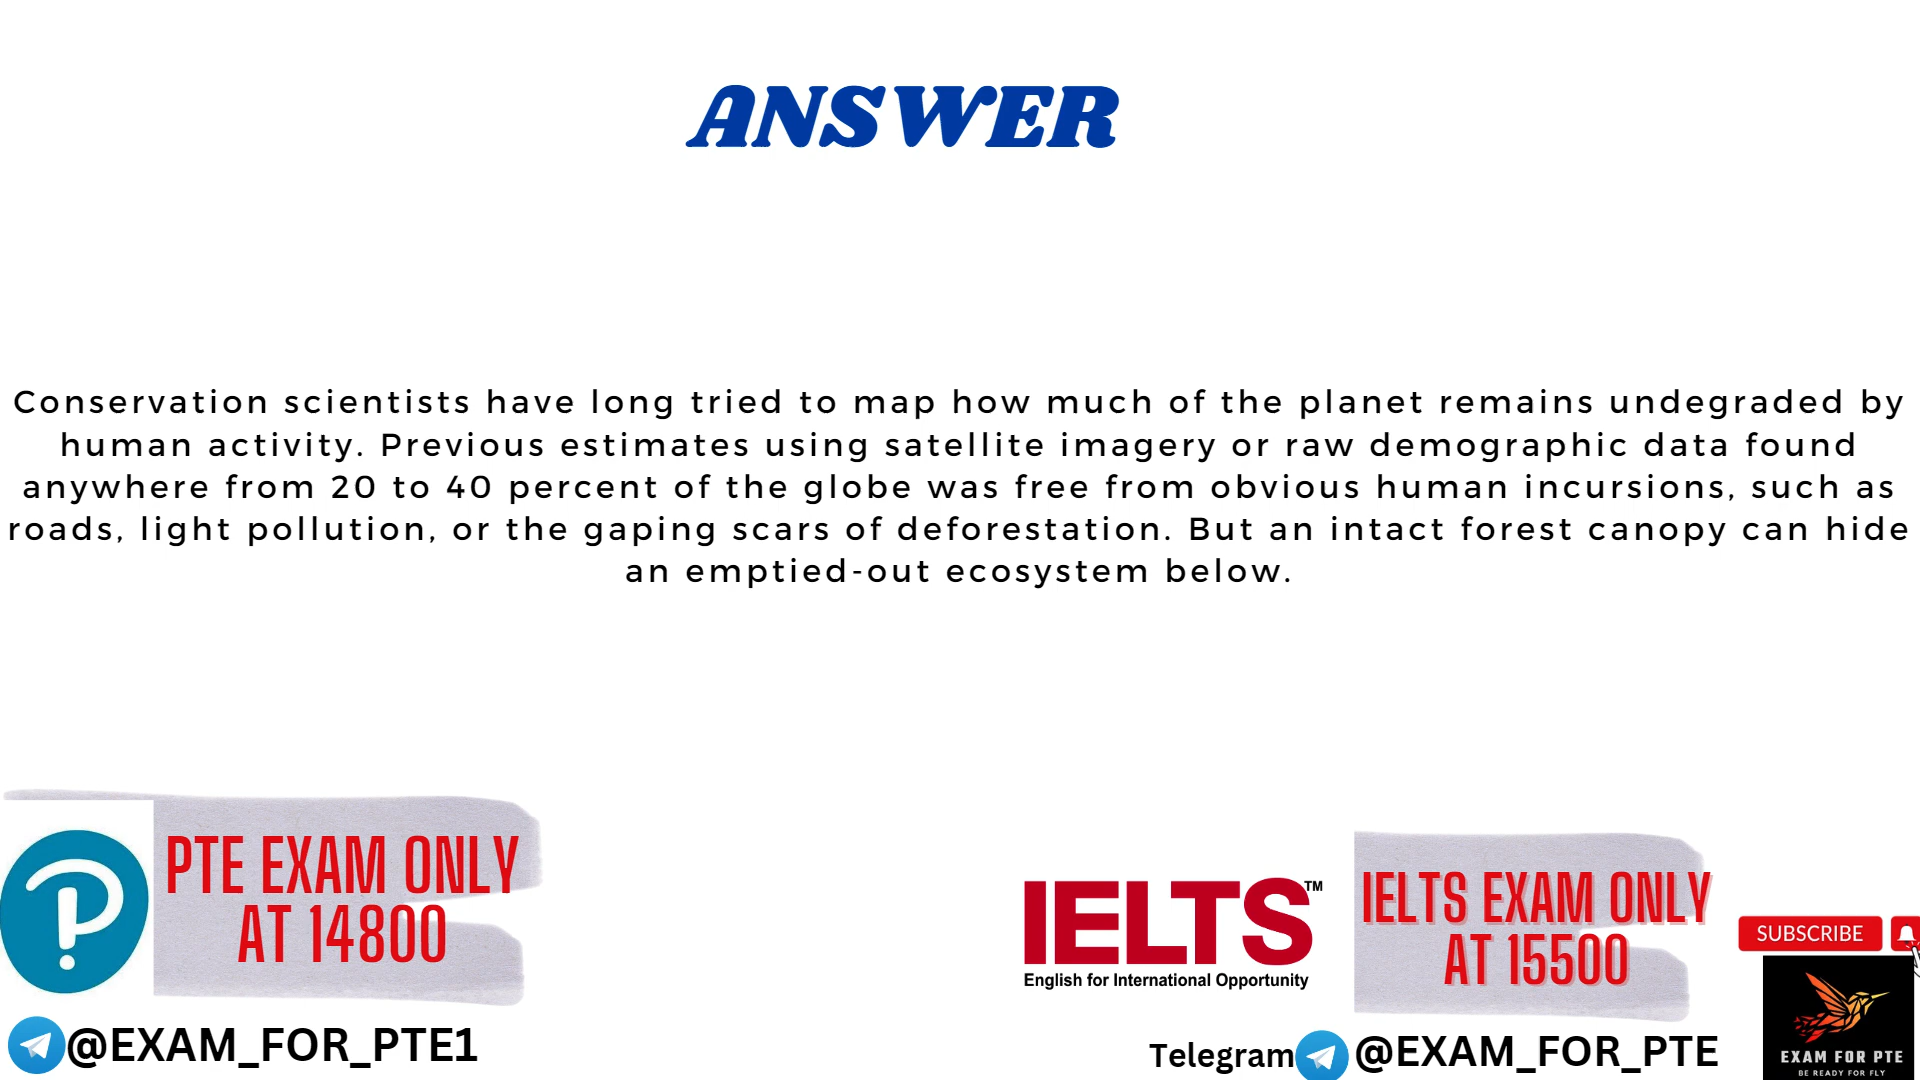 ANSWER
Conservation scientists have long tried to map how much of the planet remains undegraded by
human activity. Previous estimates using satellite imagery or raw demographic data found
anywhere from 20 to 40 percent of the globe was free from obvious human incursions, such as
roads, light pollution, or the gaping scars of deforestation. But an intact forest canopy can hide
an emptied-out ecosystem below.
PTE EXAM ONLY
AT 14800
@EXAM_FOR_PTE1
IELTS™
English for International Opportunity
IELTS EXAM ONLY
AT 15500
Telegram @EXAM_FOR_PTE
SUBSCRIBE
EXAM FOR PTE
BE READY FOR FLY